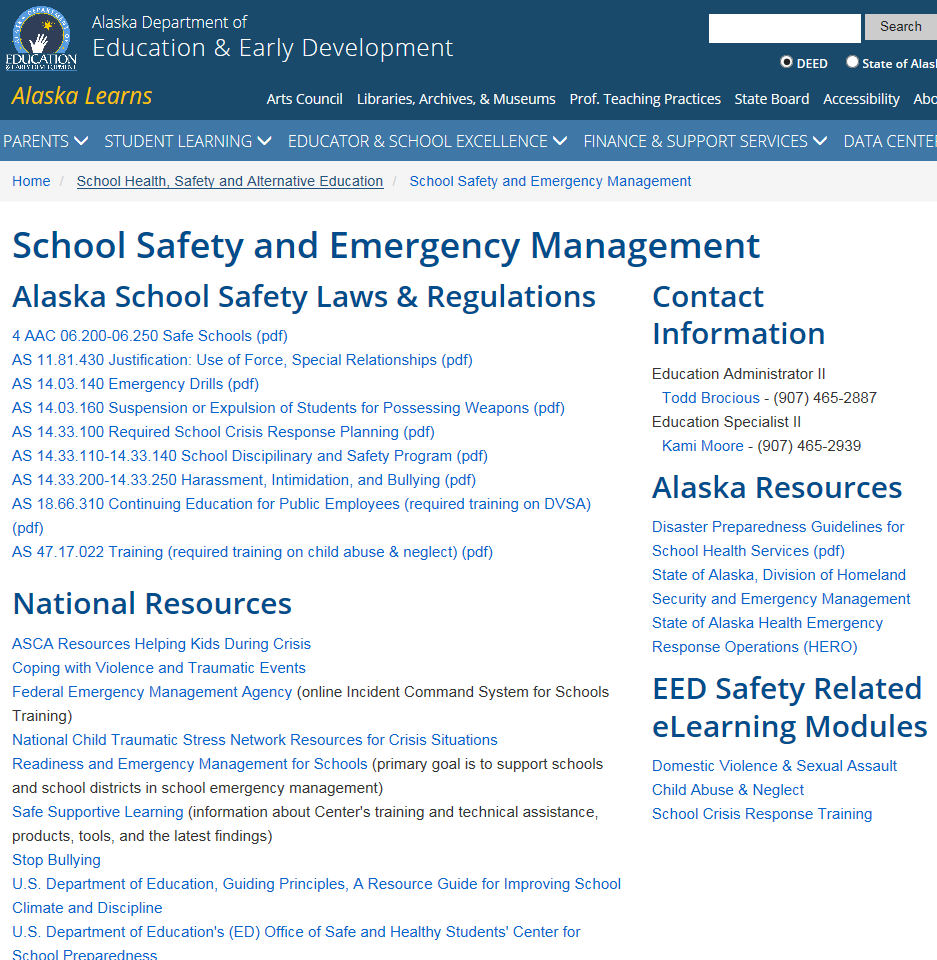 Alaska Department of
Education & Early Development
EDUCATION
& EARLY DEVELOPMENT
Search
DEED
State of Alas
Alaska Learns
Arts Council Libraries, Archives, & Museums Prof. Teaching Practices State Board Accessibility Abo
PARENTS STUDENT LEARNING EDUCATOR & SCHOOL EXCELLENCE FINANCE & SUPPORT SERVICES DATA CENTE
Home / School Health, Safety and Alternative Education / School Safety and Emergency Management
School Safety and Emergency Management
Alaska School Safety Laws & Regulations
4 AAC 06.200-06.250 Safe Schools (pdf)
AS 11.81.430 Justification: Use of Force, Special Relationships (pdf)
AS 14.03.140 Emergency Drills (pdf)
AS 14.03.160 Suspension or Expulsion of Students for Possessing Weapons (pdf)
AS 14.33.100 Required School Crisis Response Planning (pdf)
AS 14.33.110-14.33.140 School Discipilinary and Safety Program (pdf)
AS 14.33.200-14.33.250 Harassment, Intimidation, and Bullying (pdf)
AS 18.66.310 Continuing Education for Public Employees (required training on DVSA)
(pdf)
AS 47.17.022 Training (required training on child abuse & neglect) (pdf)
National Resources
ASCA Resources Helping Kids During Crisis
Coping with Violence and Traumatic Events
Federal Emergency Management Agency (online Incident Command System for Schools
Training)
National Child Traumatic Stress Network Resources for Crisis Situations
Readiness and Emergency Management for Schools (primary goal is to support schools
and school districts in school emergency management)
Safe Supportive Learning (information about Center's training and technical assistance,
products, tools, and the latest findings)
Stop Bullying
U.S. Department of Education, Guiding Principles, A Resource Guide for Improving School
Climate and Discipline
U.S. Department of Education's (ED) Office of Safe and Healthy Students' Center for
School Preparedness
Contact
Information
Education Administrator II
Todd Brocious - (907) 465-2887
Education Specialist II
Kami Moore - (907) 465-2939
Alaska Resources
Disaster Preparedness Guidelines for
School Health Services (pdf)
State of Alaska, Division of Homeland
Security and Emergency Management
State of Alaska Health Emergency
Response Operations (HERO)
EED Safety Related
eLearning Modules
Domestic Violence & Sexual Assault
Child Abuse & Neglect
School Crisis Response Training